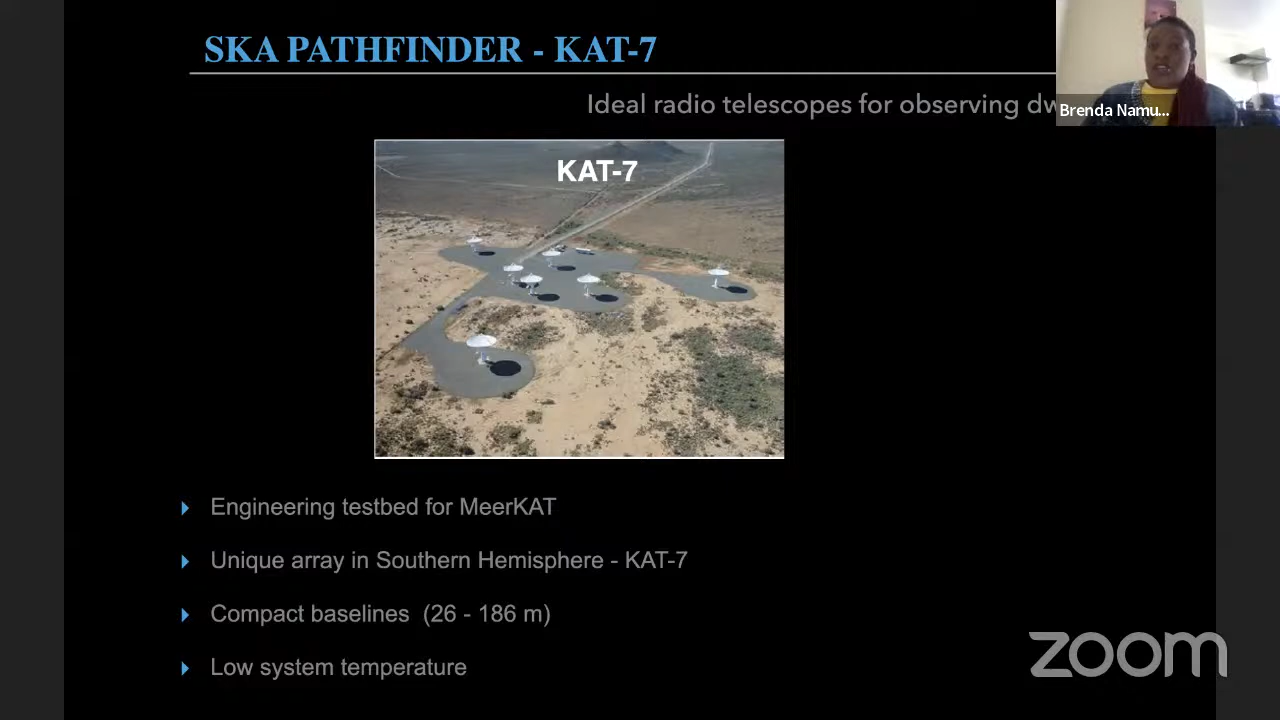 SKA PATHFINDER - KAT-7
Ideal radio telescopes for observing
Brenda Namu...
KAT-7
Engineering testbed for MeerKAT
Unique array in Southern Hemisphere - KAT-7
Compact baselines (26 - 186 m)
Low system temperature
zoom